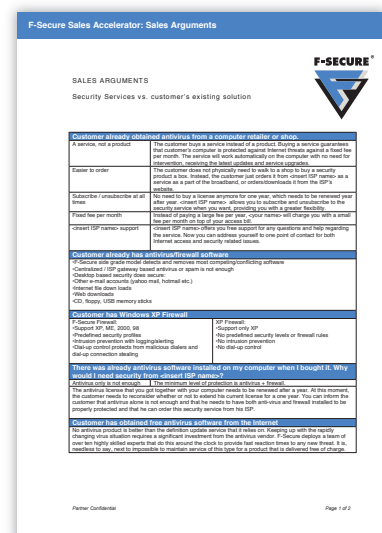 F-Secure Sales Accelerator: Sales Arguments
F-SECURE®
SALES ARGUMENTS
Security Services vs. customer's existing solution
Customer already obtained antivirus from a computer retailer or shop.
A service, not a product
The customer buys a service instead of a product. Buying a service guarantees
that customer's computer is protected against Internet threats against a fixed fee
per month. The service will work automatically on the computer with no need for
intervention, receiving the latest updates and service upgrades.
Easier to order
The customer does not physically need to walk to a shop to buy a security
product a box. Instead, the customer just orders it from <insert ISP name> as a
service as a part of the broadband, or orders/downloads it from the ISP's
website.
Subscribe / unsubscribe at all
times
No need to buy a license anymore for one year, which needs to be renewed year
after year. <insert ISP name> allows you to subscribe and unsubscribe to the
security service when you want, providing you with a greater flexibility.
Fixed fee per month
Instead of paying a large fee per year, <your name> will charge you with a small
fee per month on top of your access bill.
<insert ISP name> support
<insert ISP name> offers you free support for any questions and help regarding
the service. Now you can address yourself to one point of contact for both
Internet access and security related issues.
Customer already has antivirus/firewall software
•F-Secure side grade model detects and removes most competing/conflicting software
•Centralized / ISP gateway based antivirus or spam is not enough
•Desktop based security does secure:
•Other e-mail accounts (yahoo mail, hotmail etc.)
•Internet file down loads
•Web downloads
•CD, floppy, USB memory sticks
Customer has Windows XP Firewall
F-Secure Firewall:
•Support XP, ME, 2000, 98
•Predefined security profiles
•Intrusion prevention with logging/alerting
•Dial-up control protects from malicious dialers and
dial-up connection stealing
XP Firewall:
•Support only XP
•No predefined security levels or firewall rules
•No intrusion prevention
•No dial-up control
There was already antivirus software installed on my computer when I bought it. Why
would I need security from <insert ISP name>?
Antivirus only is not enough
The minimum level of protection is antivirus + firewall.
The antivirus license that you got together with your computer needs to be renewed after a year. At this moment,
the customer needs to reconsider whether or not to extend his current license for a one year. You can inform the
customer that antivirus alone is not enough and that he needs to have both anti-virus and firewall installed to be
properly protected and that he can order this security service from his ISP.
Customer has obtained free antivirus software from the Internet
No antivirus product is better than the definition update service that it relies on. Keeping up with the rapidly
changing virus situation requires a significant investment from the antivirus vendor. F-Secure deploys a team of
over ten highly skilled experts that do this around the clock to provide fast reaction times to any new threat. It is,
needless to say, next to impossible to maintain service of this type for a product that is delivered free of charge.
Partner Confidential
Page 1 of 2